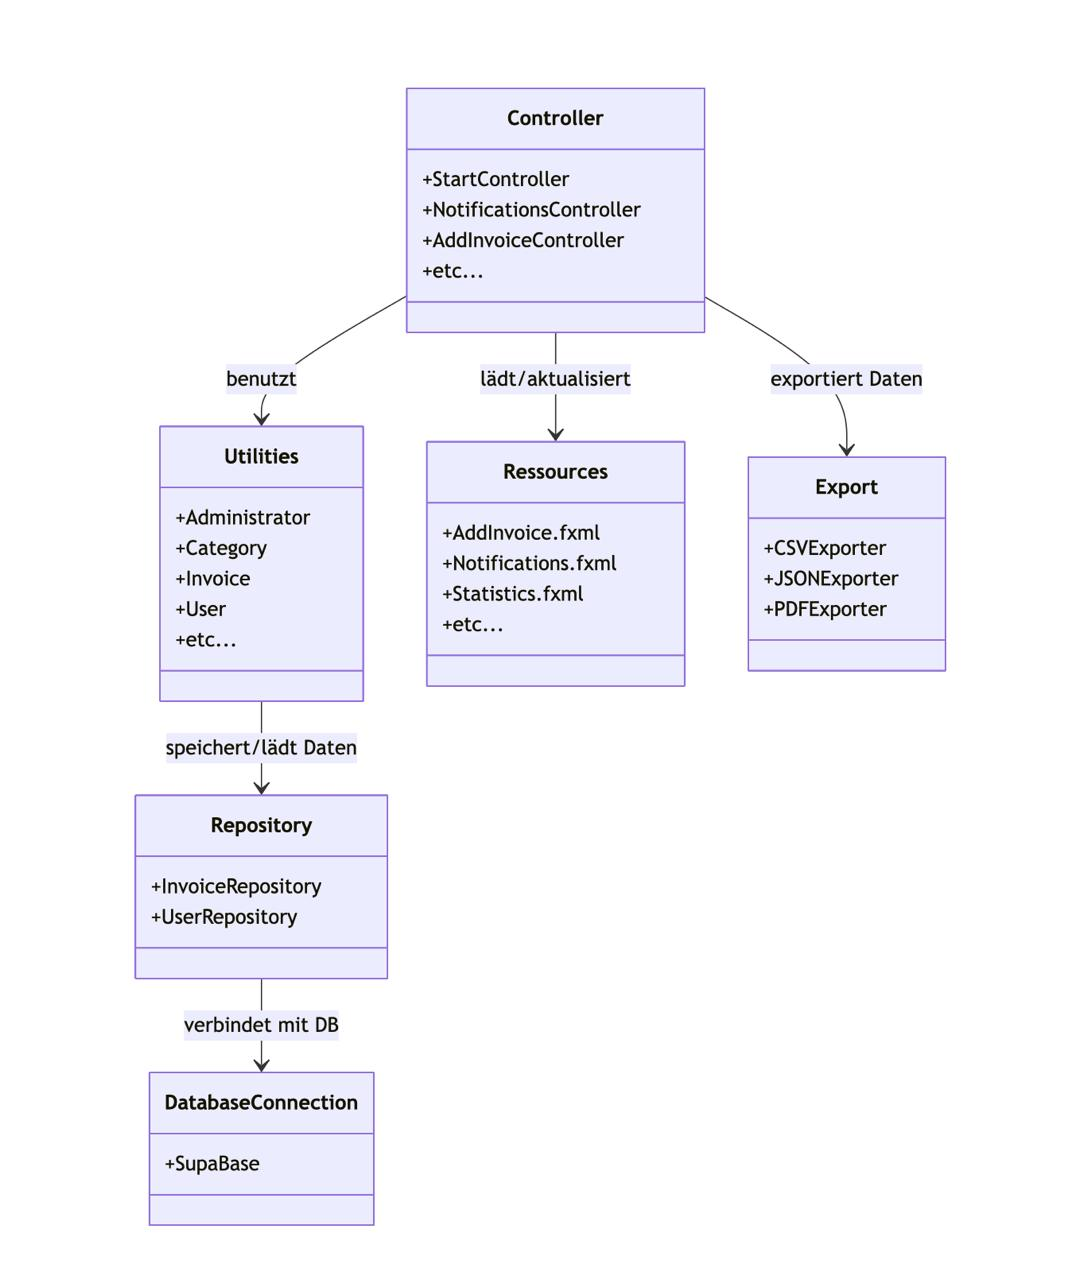 Controller
+StartController
+NotificationsController
+AddInvoiceController
+etc...
benutzt
lädt/aktualisiert
exportiert Daten
Utilities
+Administrator
+Category
+Invoice
+User
+etc...
Ressources
+AddInvoice.fxml
+Notifications.fxml
+Statistics.fxml
+etc...
Export
+CSVExporter
+JSONExporter
+PDFExporter
speichert/lädt Daten
Repository
+InvoiceRepository
+UserRepository
verbindet mit DB
DatabaseConnection
+SupaBase